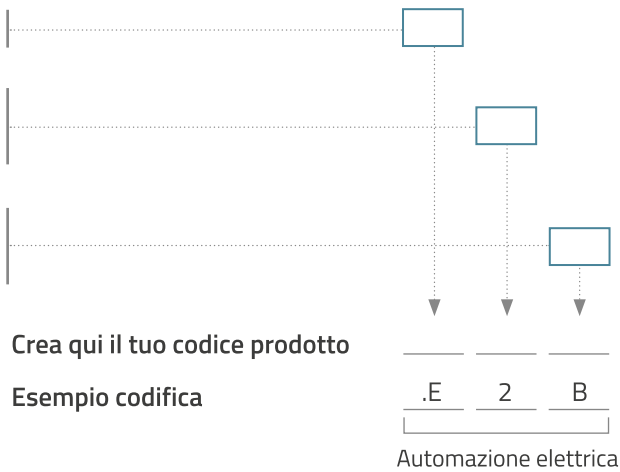 Crea qui il tuo codice prodotto
Esempio codifica .E 2 B
Automazione elettrica